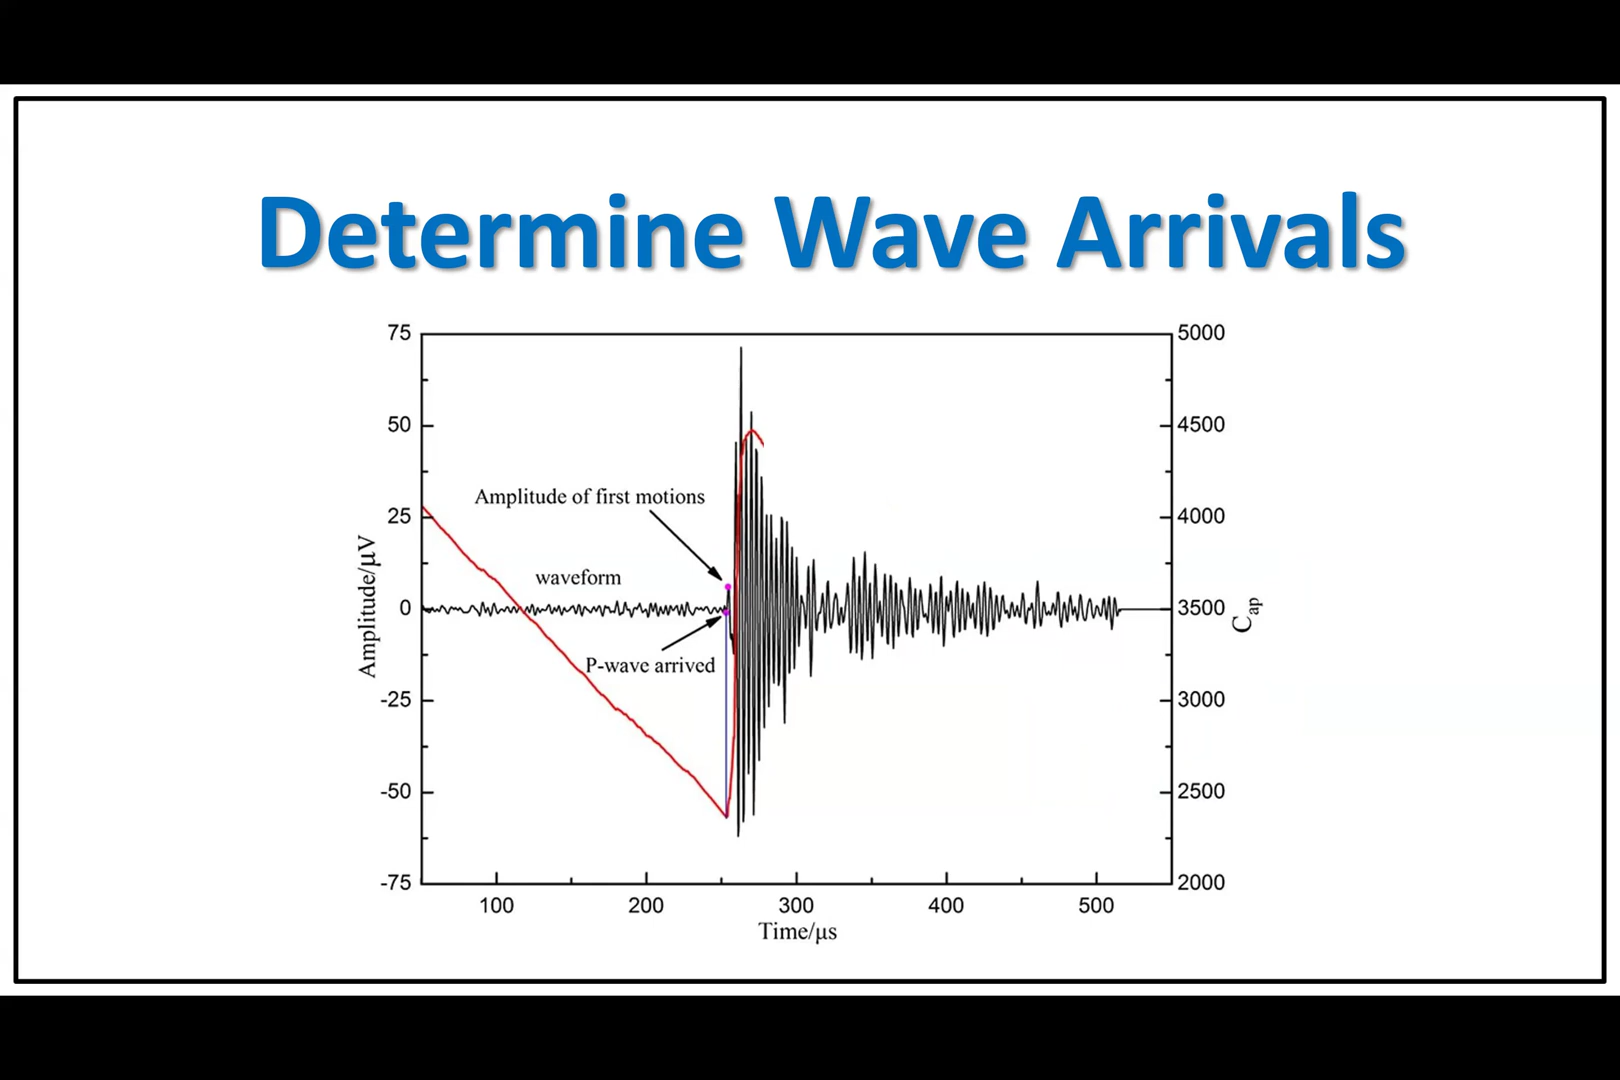 Determine Wave Arrivals
75
50
25
0
-25
-50
-75
Amplitude/μV
Amplitude of first motions
waveform
P-wave arrived
5000
4500
4000
3500
3000
2500
2000
Cap
100 200 300 400 500
Time/μs